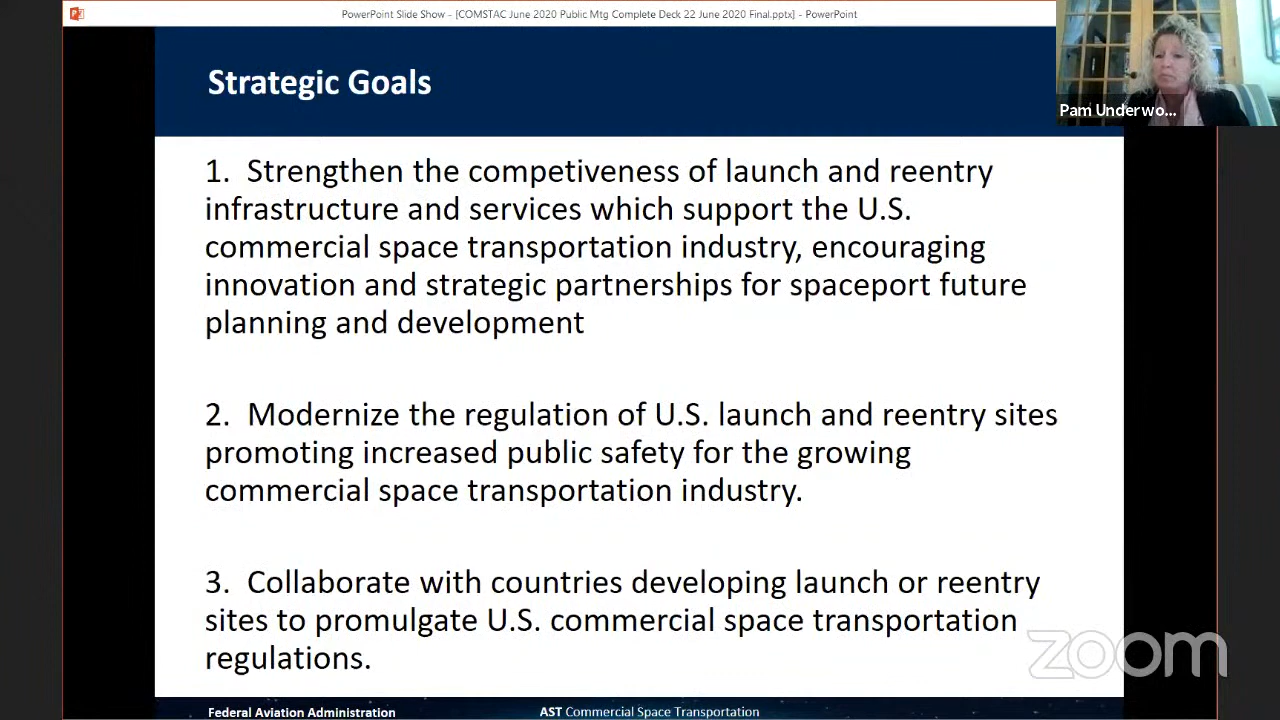 PowerPoint Slide Show - [COMSTAC June 2020 Public Mtg Complete Deck 22 June 2020 Final.pptx] - PowerPoint
Strategic Goals
Pam Underwo...
1. Strengthen the competiveness of launch and reentry
infrastructure and services which support the U.S.
commercial space transportation industry, encouraging
innovation and strategic partnerships for spaceport future
planning and development
2. Modernize the regulation of U.S. launch and reentry sites
promoting increased public safety for the growing
commercial space transportation industry.
3. Collaborate with countries developing launch or reentry
sites to promulgate U.S. commercial space transportation
regulations.
zoom
Federal Aviation Administration
AST Commercial Space Transportation